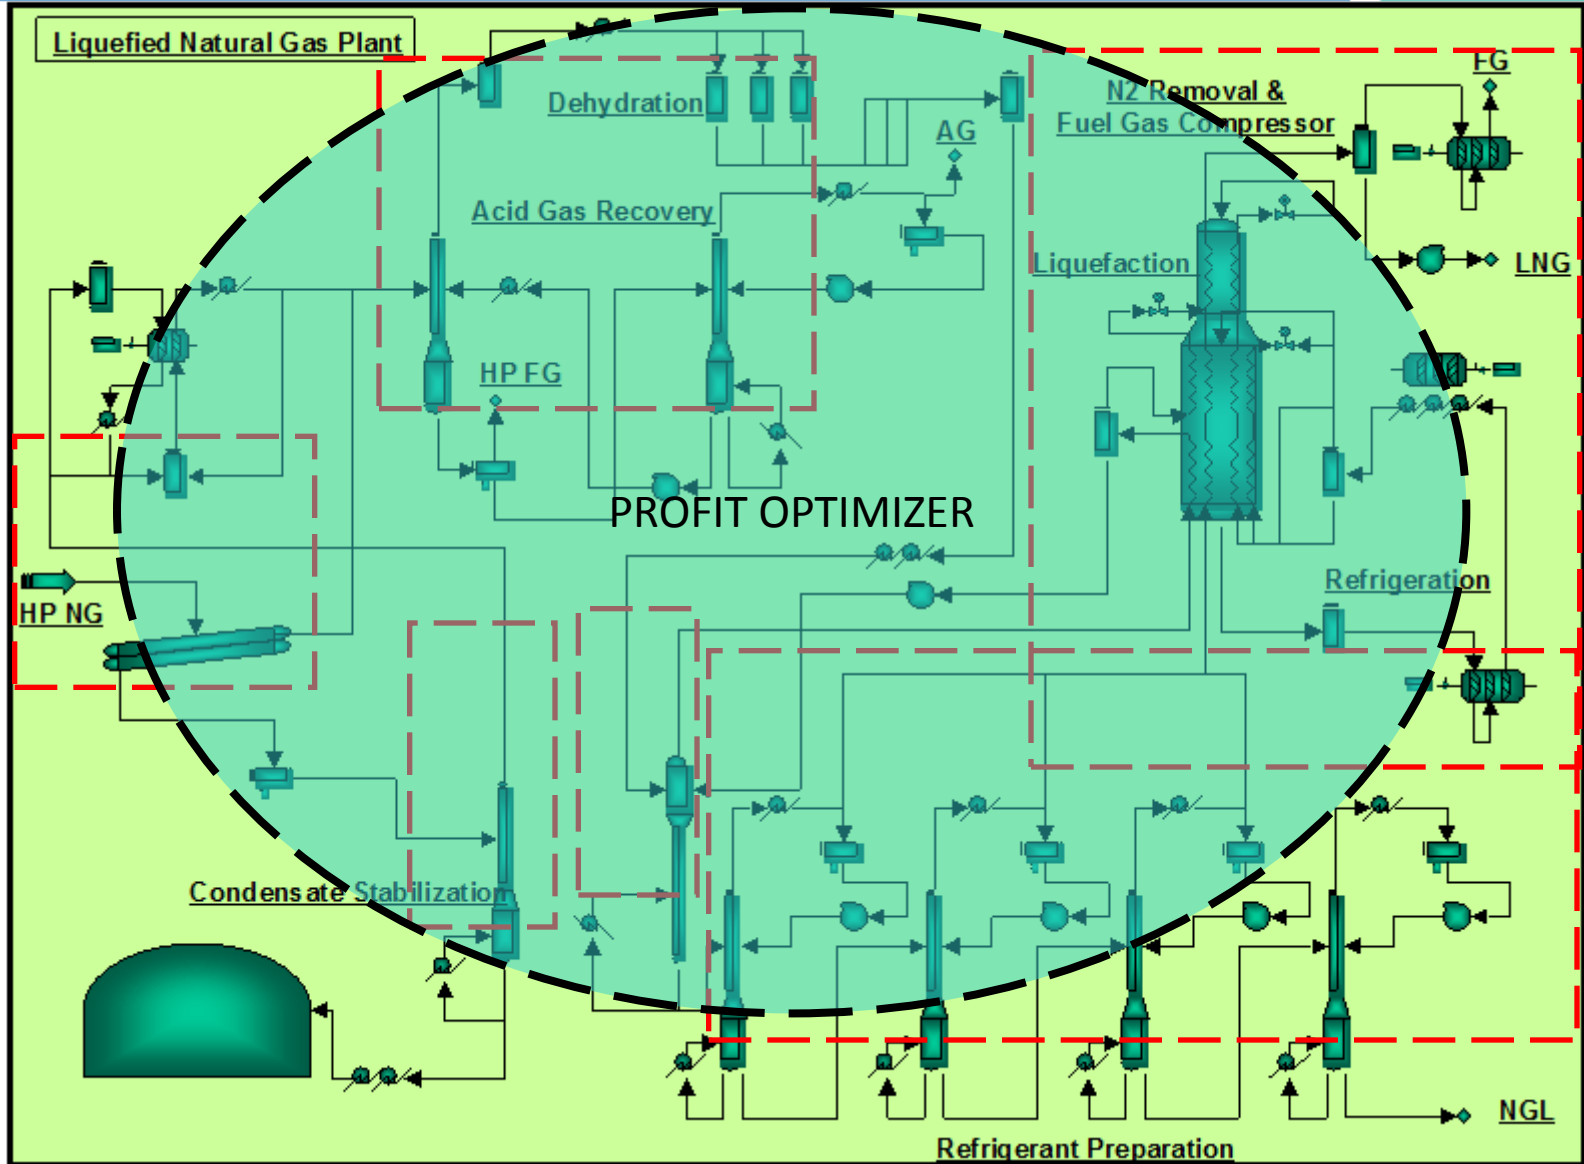 Liquefied Natural Gas Plant
FG
N2 Removal &
Fuel Gas Compressor
Dehydration
AG
Acid Gas Recovery
Liquefaction
LNG
HP FG
PROFIT OPTIMIZER
Refrigeration
HP NG
Condensate Stabilization
NGL
Refrigerant Preparation